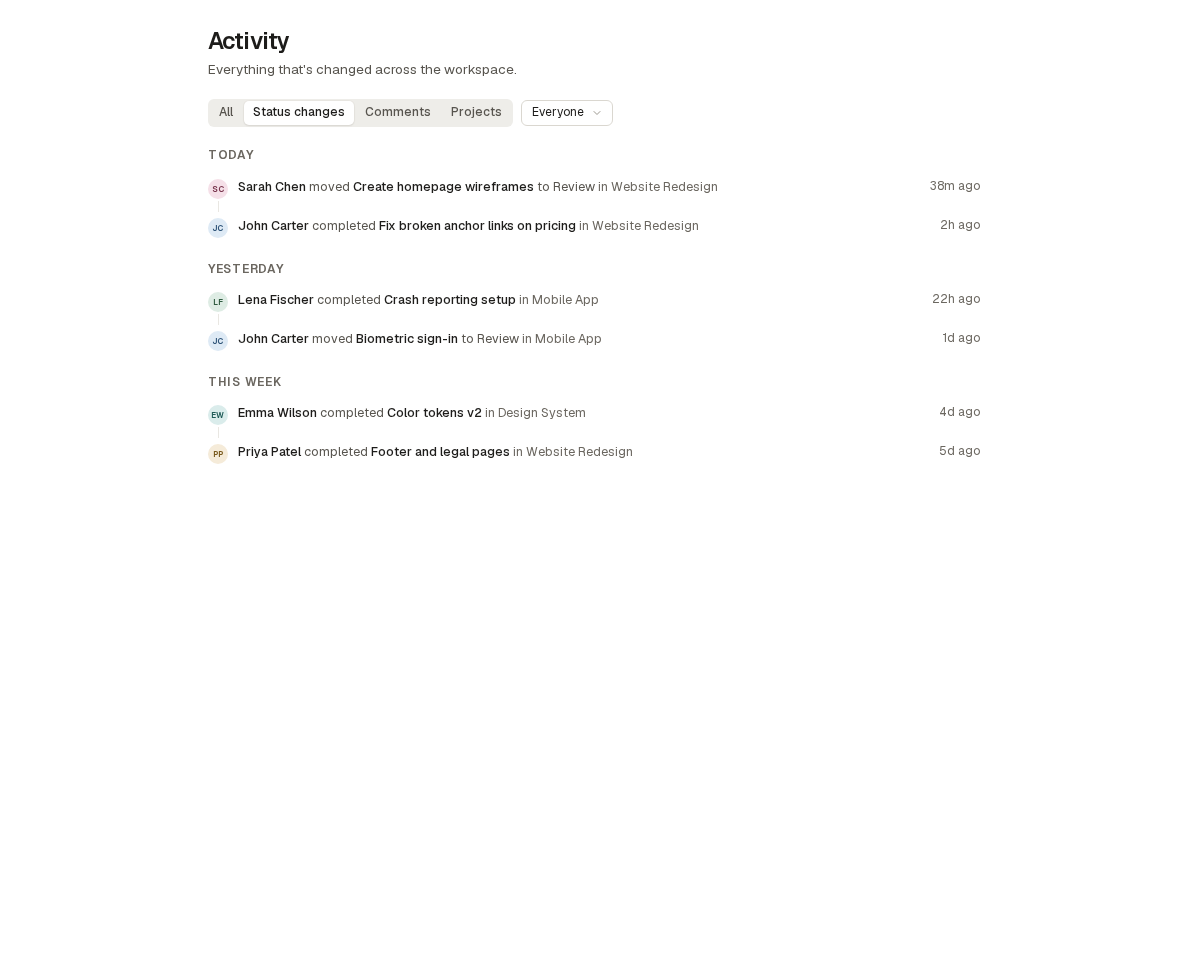 Activity
Everything that's changed across the workspace.
All Status changes Comments Projects Everyone
TODAY
SC Sarah Chen moved Create homepage wireframes to Review in Website Redesign 38m ago
JC John Carter completed Fix broken anchor links on pricing in Website Redesign 2h ago
YESTERDAY
LF Lena Fischer completed Crash reporting setup in Mobile App 22h ago
JC John Carter moved Biometric sign-in to Review in Mobile App 1d ago
THIS WEEK
EW Emma Wilson completed Color tokens v2 in Design System 4d ago
PP Priya Patel completed Footer and legal pages in Website Redesign 5d ago